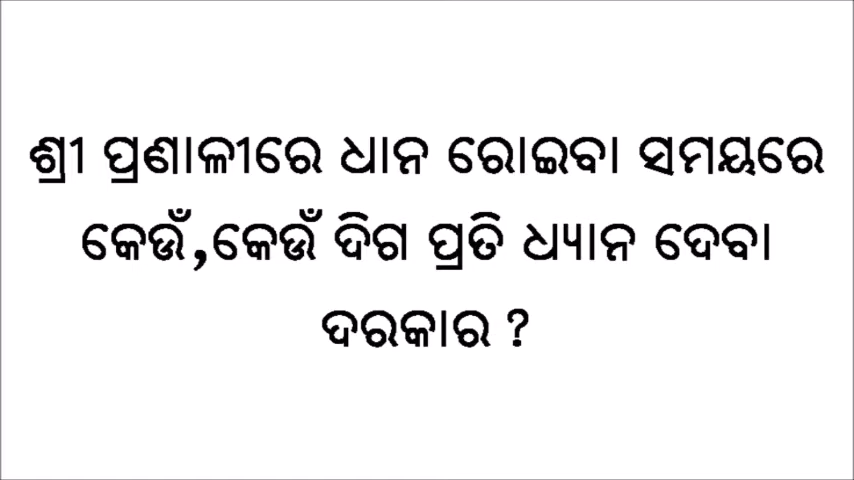 ଶ୍ରୀ ପ୍ରଣାଳୀରେ ଧାନ ରୋଇବା ସମୟରେ
କେଉଁ,କେଉଁ ଦିଗ ପ୍ରତି ଧ୍ୟାନ ଦେବା
ଦରକାର ?